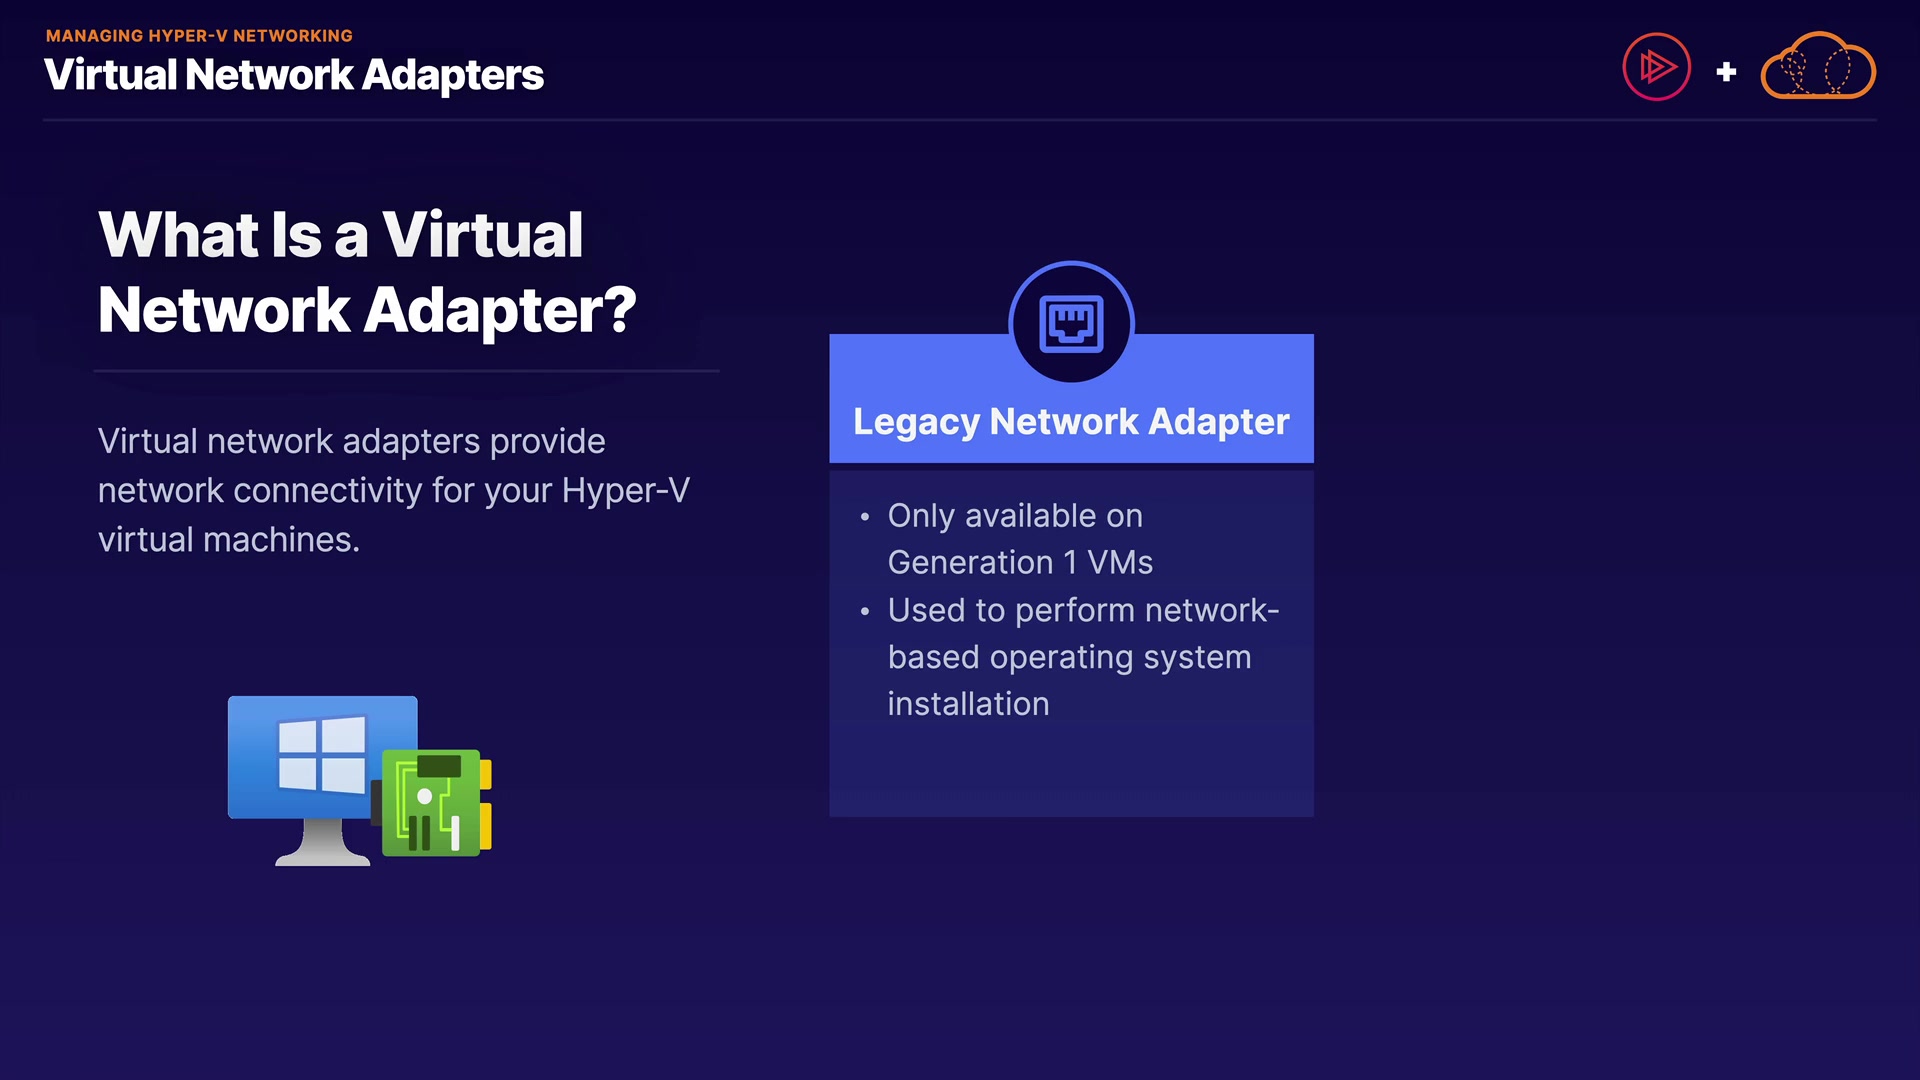 MANAGING HYPER-V NETWORKING
Virtual Network Adapters
What Is a Virtual
Network Adapter?
Virtual network adapters provide
network connectivity for your Hyper-V
virtual machines.
Legacy Network Adapter
• Only available on
Generation 1 VMs
• Used to perform network-
based operating system
installation